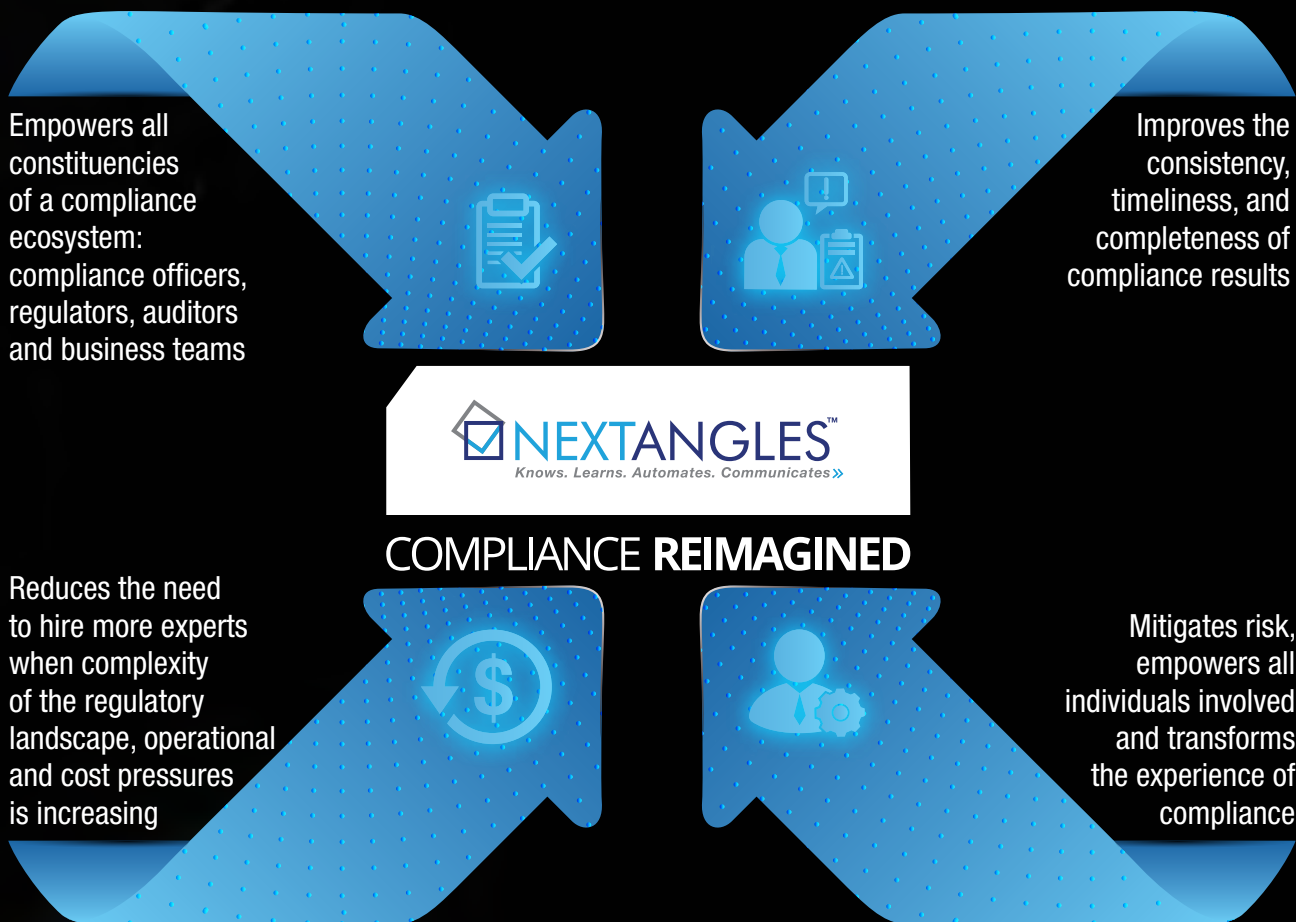 Empowers all
constituencies
of a compliance
ecosystem:
compliance officers,
regulators, auditors
and business teams
Improves the
consistency,
timeliness, and
completeness of
compliance results
NEXTANGLES™
Knows. Learns. Automates. Communicates»
COMPLIANCE REIMAGINED
Reduces the need
to hire more experts
when complexity
of the regulatory
landscape, operational
and cost pressures
is increasing
$
Mitigates risk,
empowers all
individuals involved
and transforms
the experience of
compliance